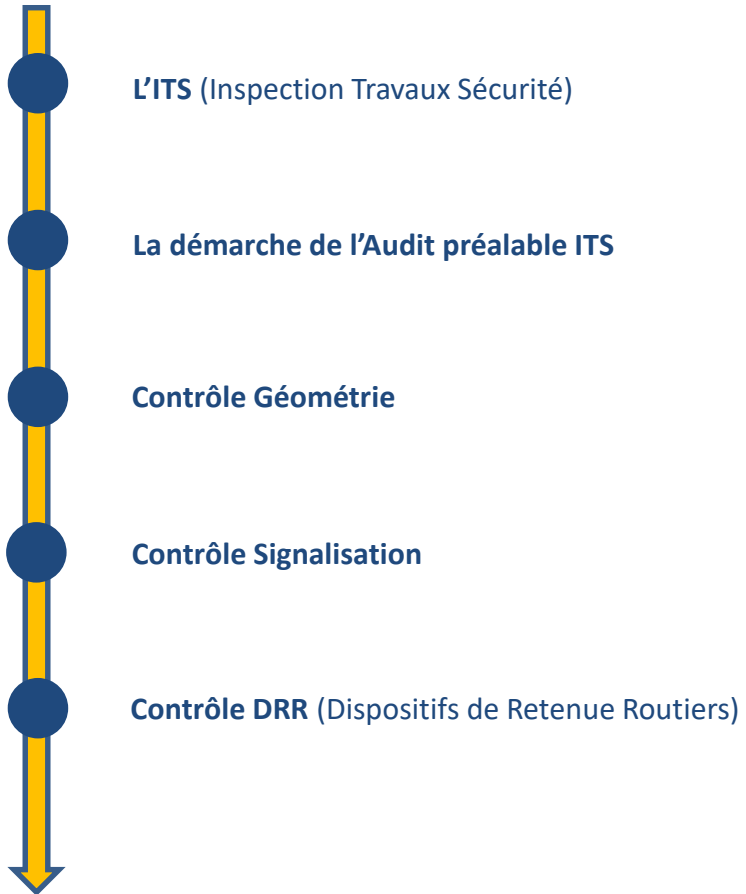 L’ITS (Inspection Travaux Sécurité)
La démarche de l’Audit préalable ITS
Contrôle Géométrie
Contrôle Signalisation
Contrôle DRR (Dispositifs de Retenue Routiers)